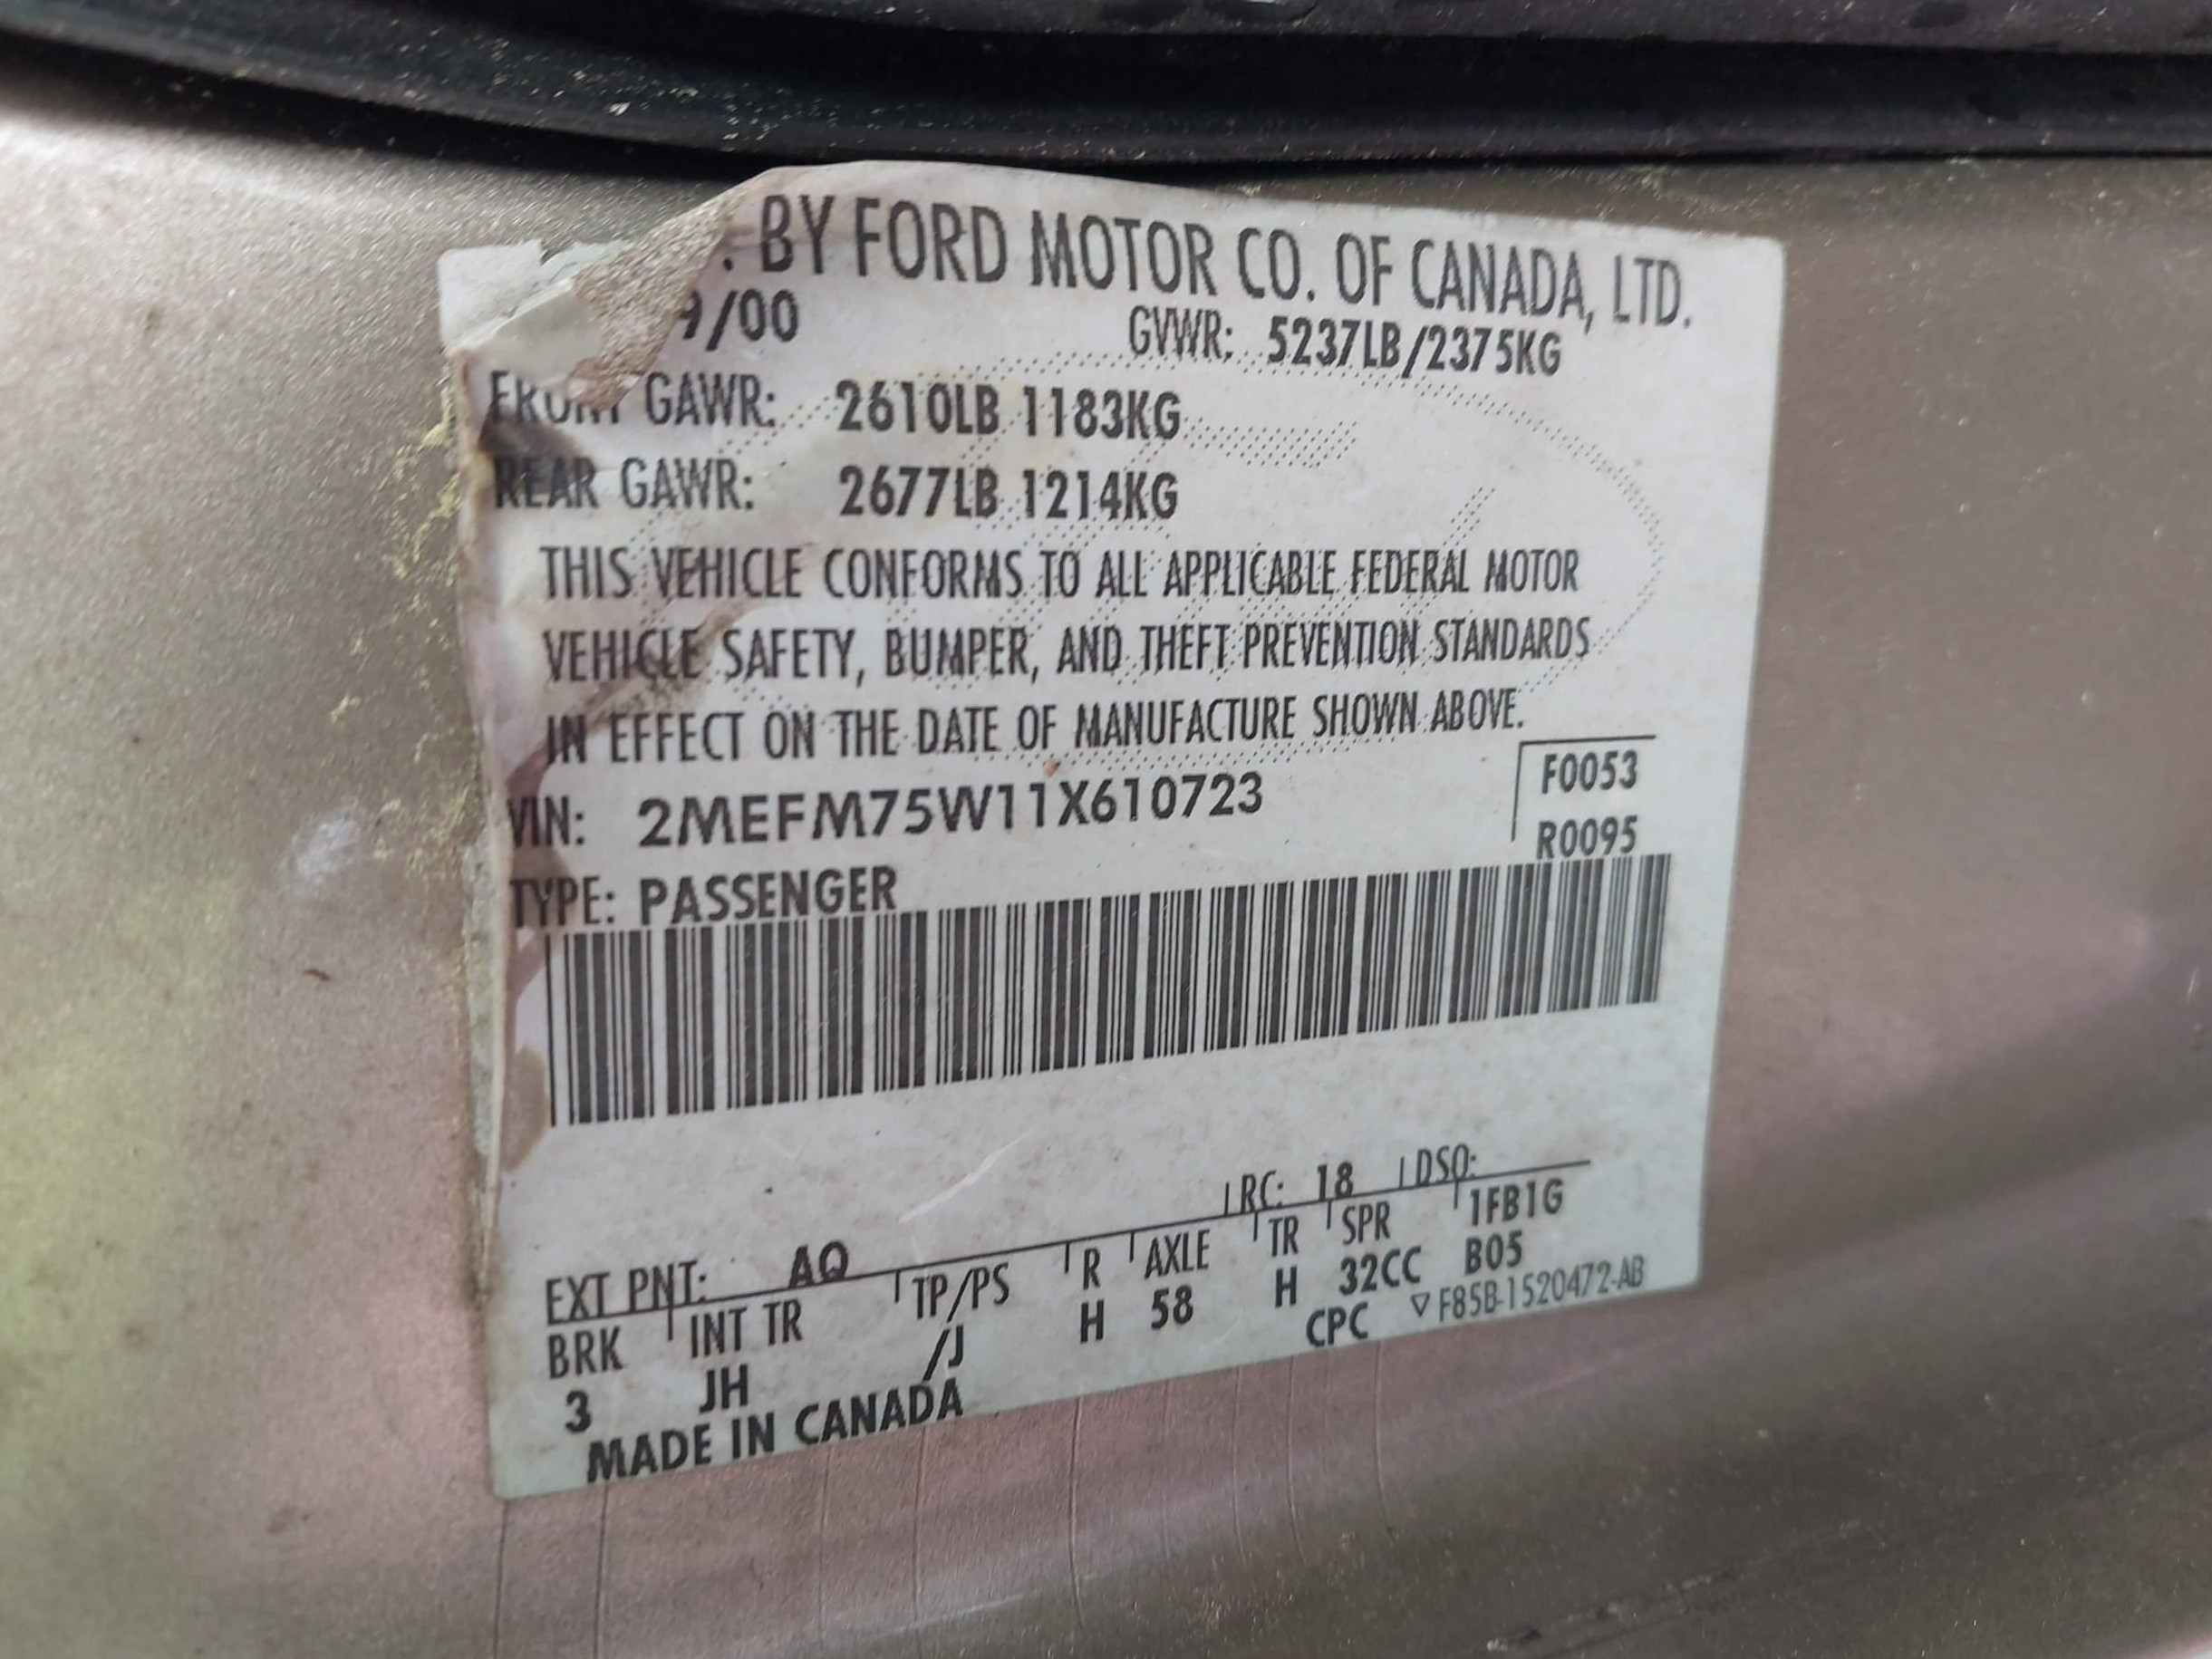 . BY FORD MOTOR CO. OF CANADA, LTD.
9/00 GVWR: 5237LB/2375KG
FRONT GAWR: 2610LB 1183KG
REAR GAWR: 2677LB 1214KG
THIS VEHICLE CONFORMS TO ALL APPLICABLE FEDERAL MOTOR
VEHICLE SAFETY, BUMPER, AND THEFT PREVENTION STANDARDS
IN EFFECT ON THE DATE OF MANUFACTURE SHOWN ABOVE.
F0053
VIN: 2MEFM75W11X610723
R0095
TYPE: PASSENGER
RC: 18 DSO:
EXT PNT: AQ
BRK INT TR TP/PS R AXLE TR SPR 1FB1G
3 JH /J H 58 H 32CC B05
MADE IN CANADA
CPC ▽ F85B-1520472-AB